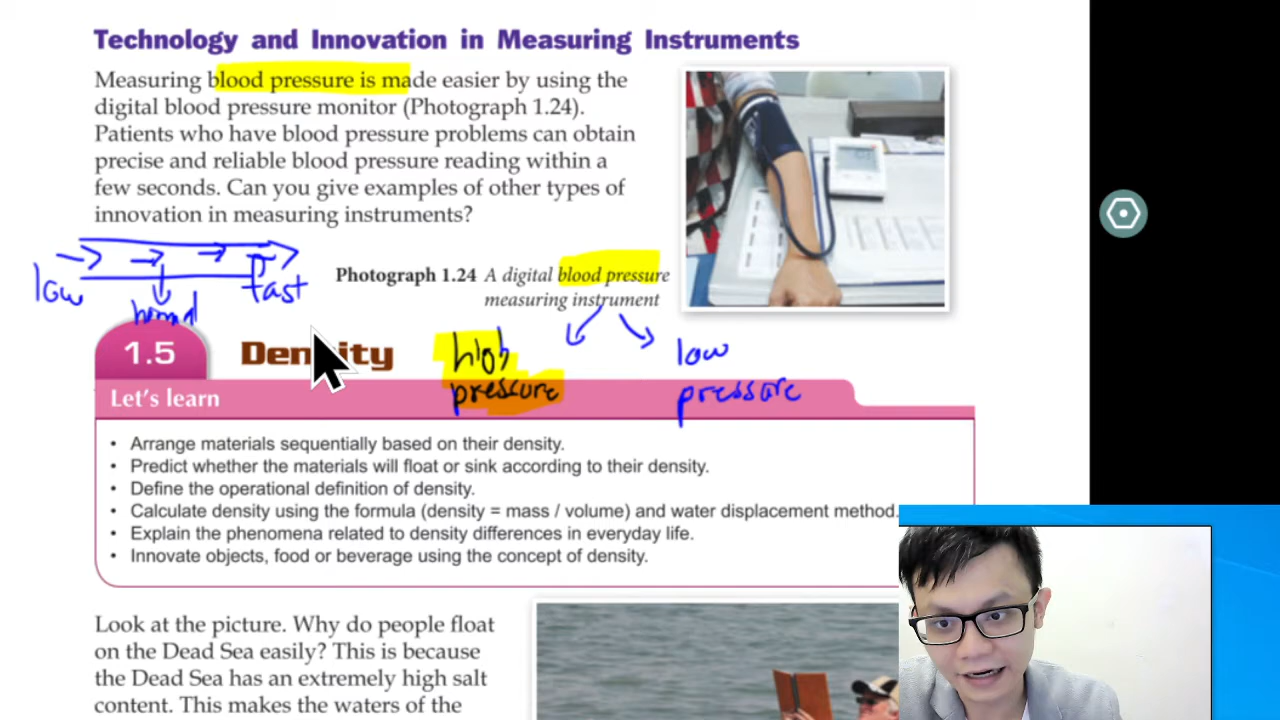 Technology and Innovation in Measuring Instruments
Measuring blood pressure is made easier by using the
digital blood pressure monitor (Photograph 1.24).
Patients who have blood pressure problems can obtain
precise and reliable blood pressure reading within a
few seconds. Can you give examples of other types of
innovation in measuring instruments?
low
fast
Photograph 1.24 A digital blood pressure
measuring instrument
high
pressure
low
pressure
1.5
Density
Let's learn
• Arrange materials sequentially based on their density.
• Predict whether the materials will float or sink according to their density.
• Define the operational definition of density.
• Calculate density using the formula (density = mass / volume) and water displacement method.
• Explain the phenomena related to density differences in everyday life.
• Innovate objects, food or beverage using the concept of density.
Look at the picture. Why do people float
on the Dead Sea easily? This is because
the Dead Sea has an extremely high salt
content. This makes the waters of the